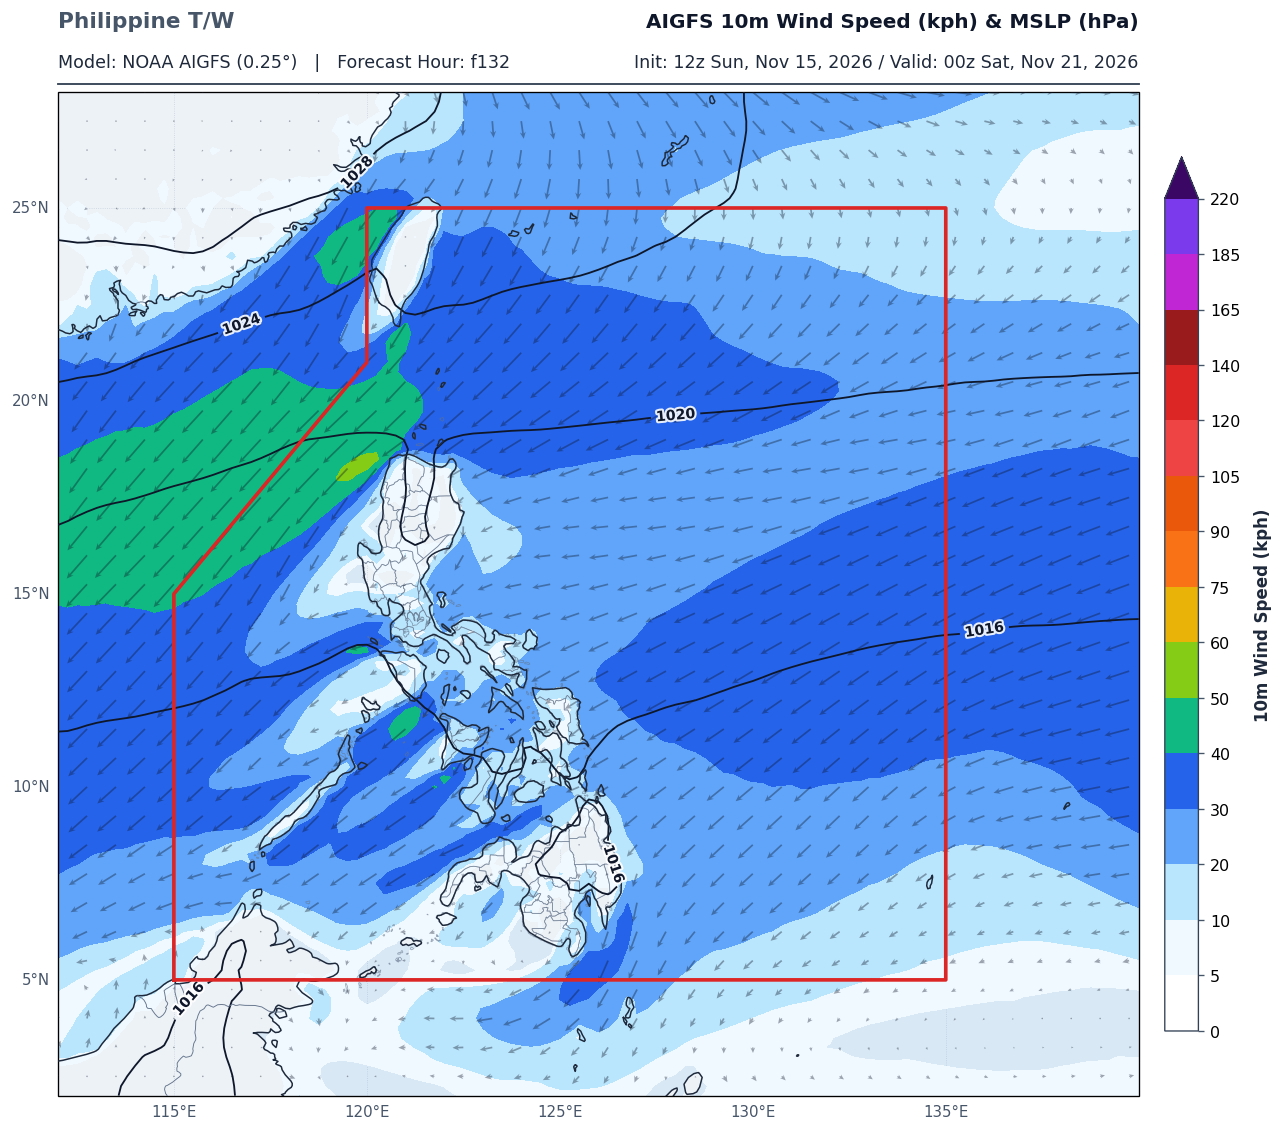 Philippine T/W
AIGFS 10m Wind Speed (kph) & MSLP (hPa)
Model: NOAA AIGFS (0.25°) | Forecast Hour: f132
Init: 12z Sun, Nov 15, 2026 / Valid: 00z Sat, Nov 21, 2026
1028
25°N
1024
20°N
1020
15°N
1016
10°N
1016
5°N
1016
115°E
120°E
125°E
130°E
135°E
220
185
165
140
120
105
90
75
60
50
40
30
20
10
5
0
10m Wind Speed (kph)